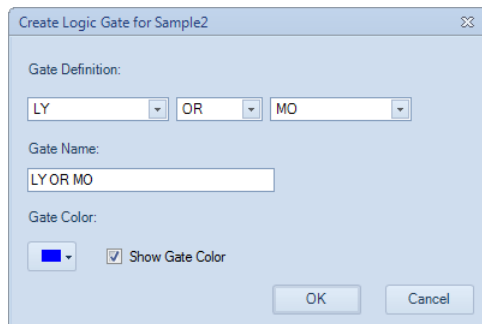 Create Logic Gate for Sample2
Gate Definition:
LY OR MO
Gate Name:
LY OR MO
Gate Color:
Show Gate Color
OK Cancel